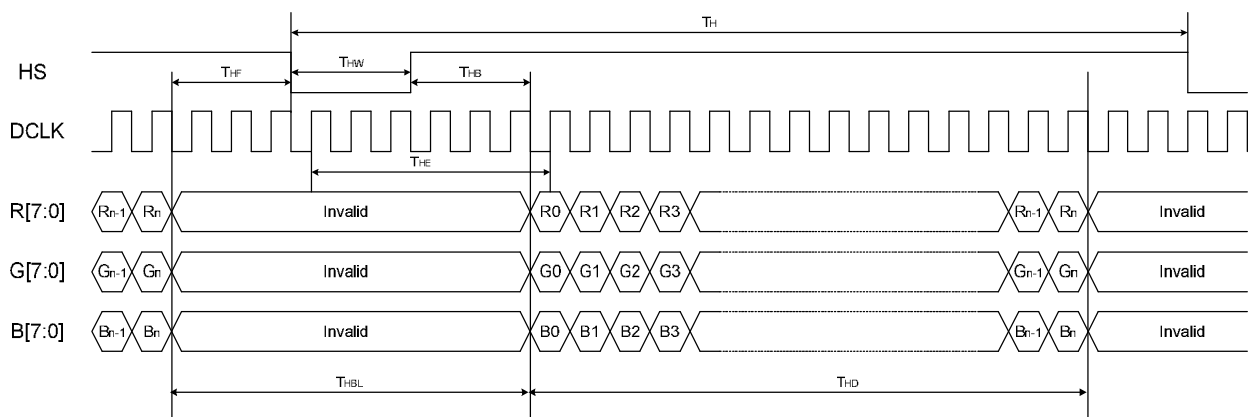 TH
HS
THF THW THB
DCLK
THE
R[7:0] Rn-1 Rn Invalid R0 R1 R2 R3 Rn-1 Rn Invalid
G[7:0] Gn-1 Gn Invalid G0 G1 G2 G3 Gn-1 Gn Invalid
B[7:0] Bn-1 Bn Invalid B0 B1 B2 B3 Bn-1 Bn Invalid
THBL THD